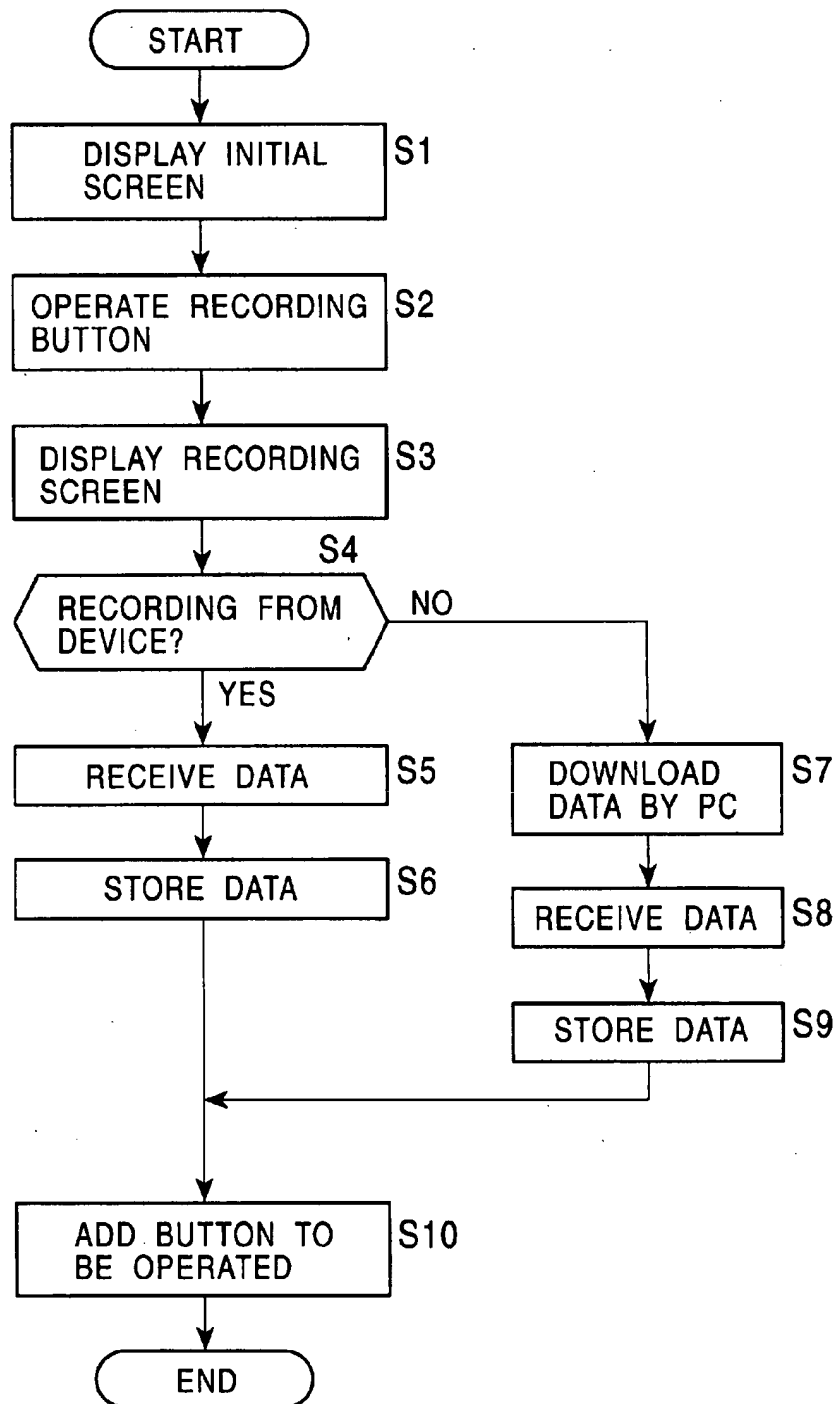 START
DISPLAY INITIAL
SCREEN
S1
OPERATE RECORDING
BUTTON
S2
DISPLAY RECORDING
SCREEN
S3
S4
RECORDING FROM
DEVICE?
NO
YES
RECEIVE DATA
S5
STORE DATA
S6
DOWNLOAD
DATA BY PC
S7
RECEIVE DATA
S8
STORE DATA
S9
ADD BUTTON TO
BE OPERATED
S10
END